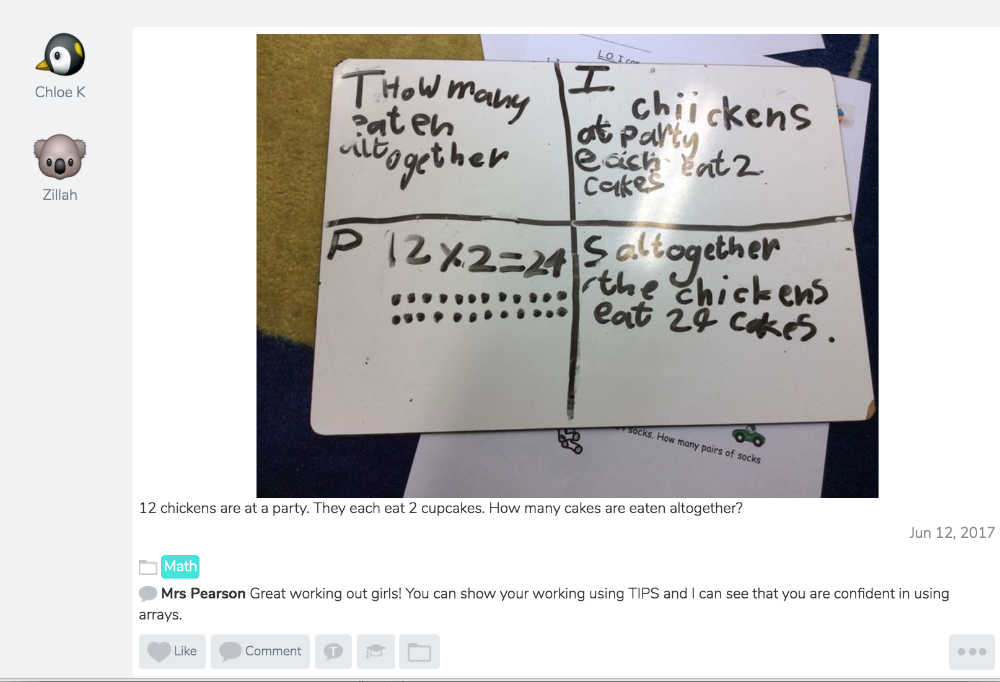 Chloe K
Zillah
L.O. I can
T How many
eaten
altogether
I.
chiickens
at party
each eat 2
cakes
P 12 x 2 = 24
S altogether
the chickens
eat 24 cakes.
socks. How many pairs of socks
12 chickens are at a party. They each eat 2 cupcakes. How many cakes are eaten altogether?
Jun 12, 2017
Math
Mrs Pearson Great working out girls! You can show your working using TIPS and I can see that you are confident in using
arrays.
Like
Comment
T